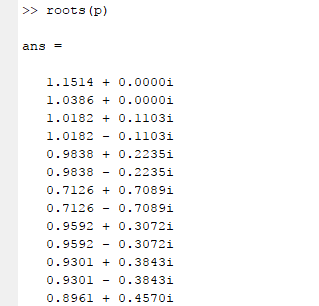 >> roots(p)
ans =
1.1514 + 0.0000i
1.0386 + 0.0000i
1.0182 + 0.1103i
1.0182 - 0.1103i
0.9838 + 0.2235i
0.9838 - 0.2235i
0.7126 + 0.7089i
0.7126 - 0.7089i
0.9592 + 0.3072i
0.9592 - 0.3072i
0.9301 + 0.3843i
0.9301 - 0.3843i
0.8961 + 0.4570i